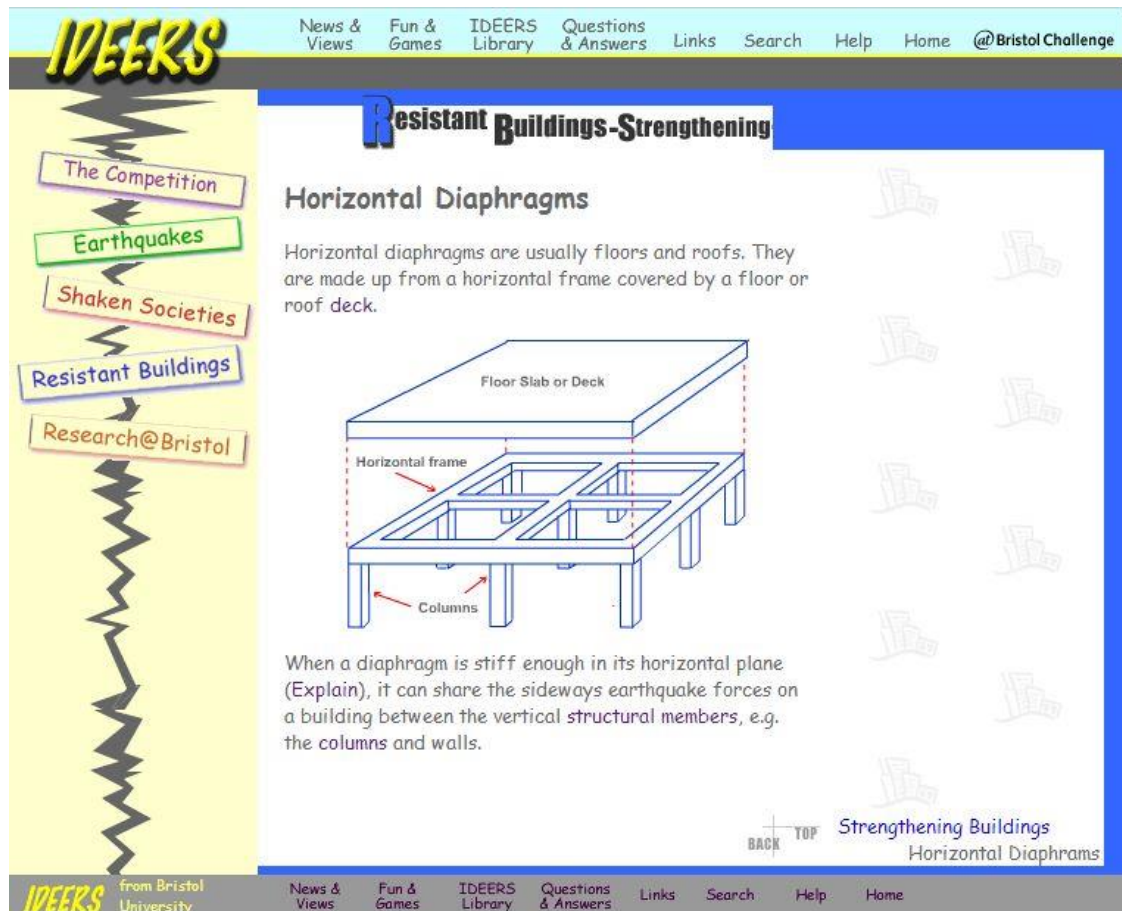 IDEERS
News & Views
Fun & Games
IDEERS Library
Questions & Answers
Links
Search
Help
Home
@Bristol Challenge
The Competition
Earthquakes
Shaken Societies
Resistant Buildings
Research@Bristol
Resistant Buildings-Strengthening
Horizontal Diaphragms
Horizontal diaphragms are usually floors and roofs. They
are made up from a horizontal frame covered by a floor or
roof deck.
Floor Slab or Deck
Horizontal frame
Columns
When a diaphragm is stiff enough in its horizontal plane
(Explain), it can share the sideways earthquake forces on
a building between the vertical structural members, e.g.
the columns and walls.
BACK TOP
Strengthening Buildings
Horizontal Diaphrams
IDEERS
from Bristol
University
News & Views
Fun & Games
IDEERS Library
Questions & Answers
Links
Search
Help
Home